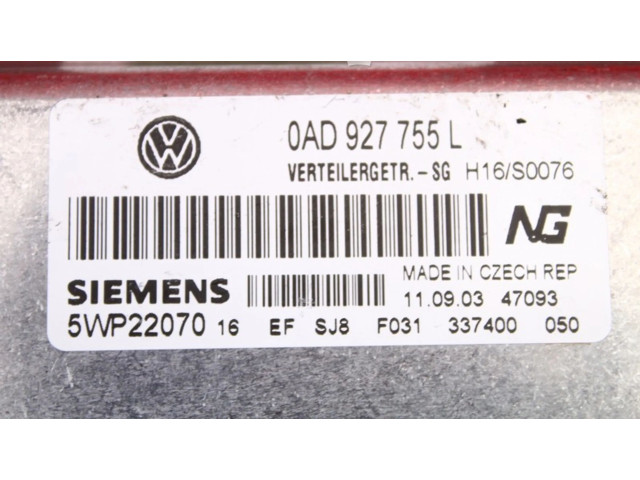 0AD 927 755 L
VERTEILERGETR.-SG H16/S0076
NG
MADE IN CZECH REP
SIEMENS
11.09.03 47093
5WP22070 16 EF SJ8 F031 337400 050